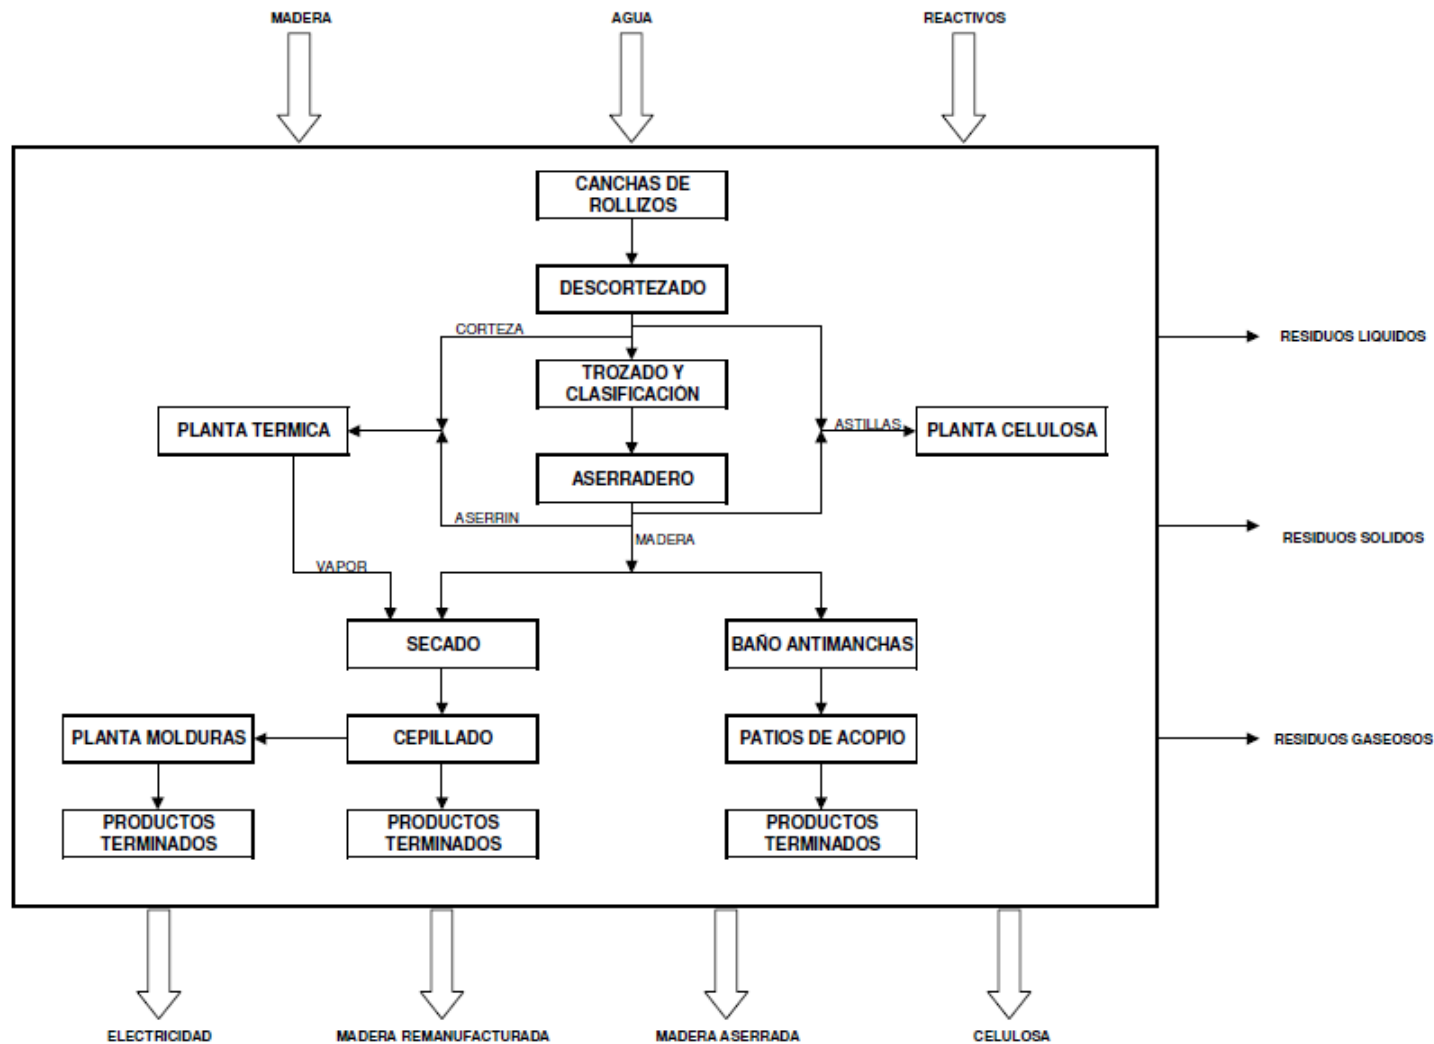 MADERA
AGUA
REACTIVOS
CANCHAS DE
ROLLIZOS
DESCORTEZADO
CORTEZA
RESIDUOS LIQUIDOS
TROZADO Y
CLASIFICACIÓN
PLANTA TERMICA
ASTILLAS
PLANTA CELULOSA
ASERRADERO
ASERRIN
MADERA
RESIDUOS SOLIDOS
VAPOR
SECADO
BAÑO ANTIMANCHAS
PLANTA MOLDURAS
CEPILLADO
PATIOS DE ACOPIO
RESIDUOS GASEOSOS
PRODUCTOS
TERMINADOS
PRODUCTOS
TERMINADOS
PRODUCTOS
TERMINADOS
ELECTRICIDAD
MADERA REMANUFACTURADA
MADERA ASERRADA
CELULOSA